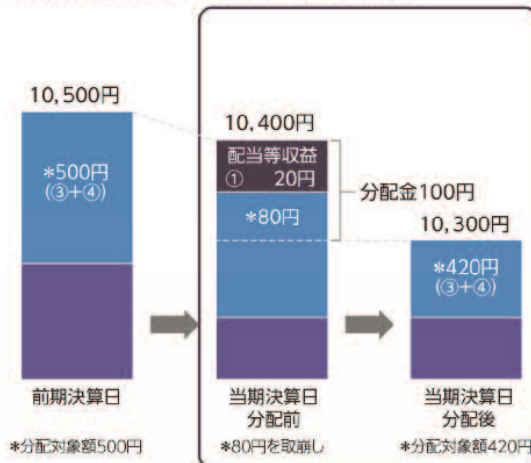 10,500円
*500円
(③+④)
前期決算日
*分配対象額500円
10,400円
配当等収益
① 20円
*80円
分配金100円
当期決算日
分配前
*80円を取崩し
10,300円
*420円
(③+④)
当期決算日
分配後
*分配対象額420円